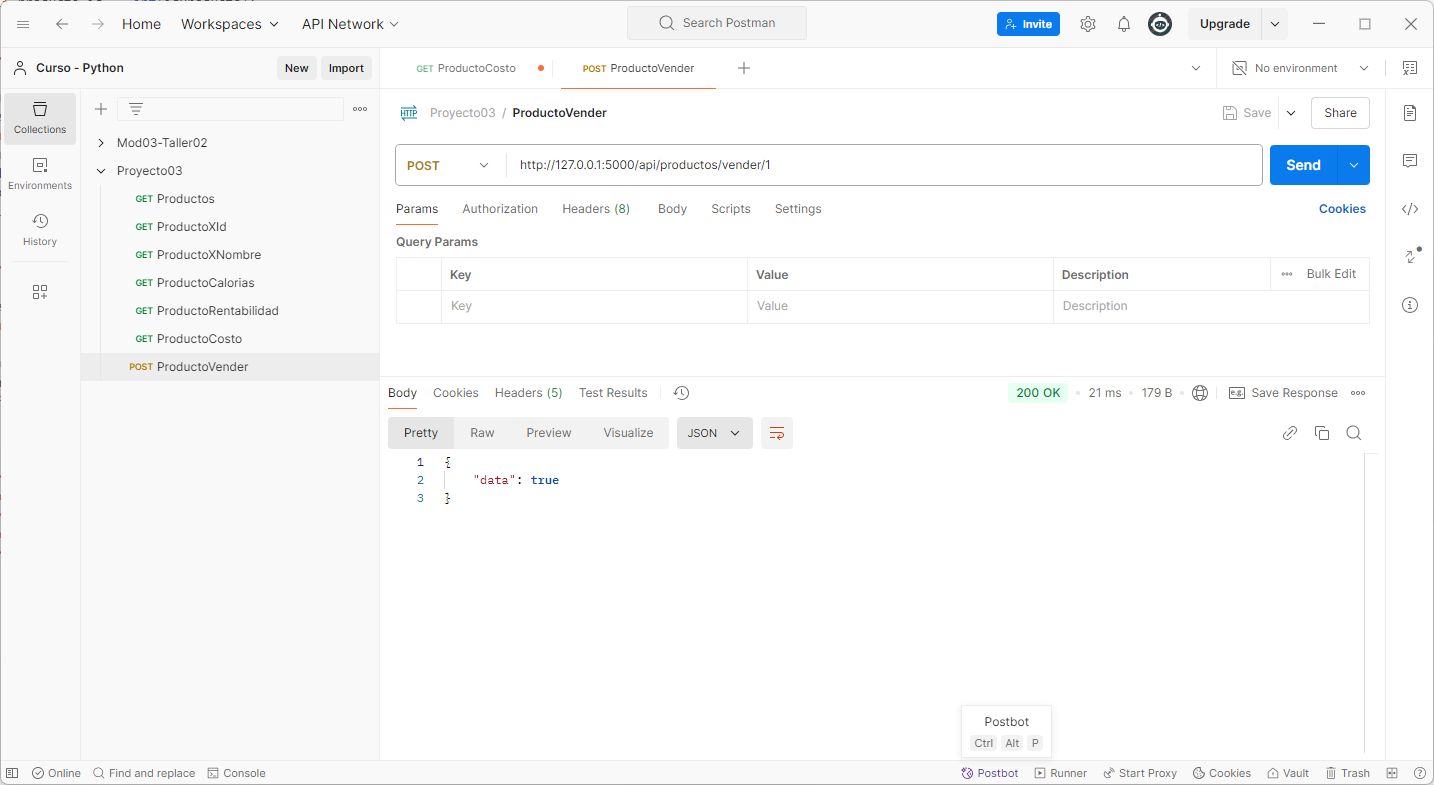 Home Workspaces API Network Search Postman Invite Upgrade
Curso - Python New Import GET ProductoCosto POST ProductoVender No environment
Collections
Environments
History
Mod03-Taller02
Proyecto03
GET Productos
GET ProductoXId
GET ProductoXNombre
GET ProductoCalorias
GET ProductoRentabilidad
GET ProductoCosto
POST ProductoVender
HTTP Proyecto03 / ProductoVender Save Share
POST http://127.0.0.1:5000/api/productos/vender/1 Send
Params Authorization Headers (8) Body Scripts Settings Cookies
Query Params
Key Value Description Bulk Edit
Key Value Description
Body Cookies Headers (5) Test Results 200 OK 21 ms 179 B e.g. Save Response
Pretty Raw Preview Visualize JSON
1 {
2 "data": true
3 }
Postbot
Ctrl Alt P
Online Find and replace Console Postbot Runner Start Proxy Cookies Vault Trash